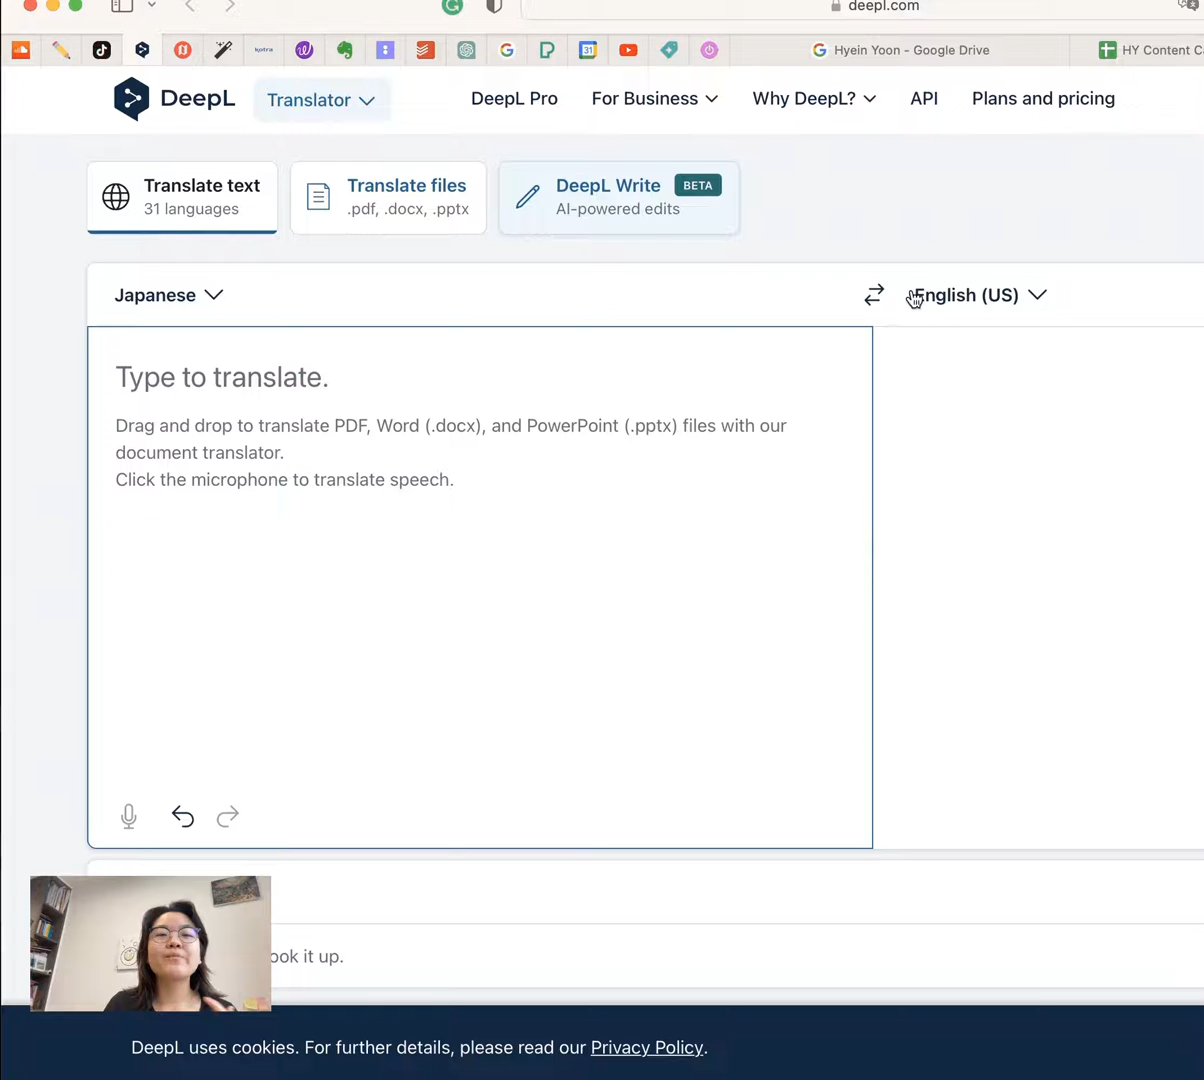 deepl.com
kotra
Hyein Yoon - Google Drive
HY Content C
DeepL
Translator
DeepL Pro
For Business
Why DeepL?
API
Plans and pricing
Translate text
31 languages
Translate files
.pdf, .docx, .pptx
DeepL Write BETA
AI-powered edits
Japanese
English (US)
Type to translate.
Drag and drop to translate PDF, Word (.docx), and PowerPoint (.pptx) files with our
document translator.
Click the microphone to translate speech.
ook it up.
DeepL uses cookies. For further details, please read our Privacy Policy.